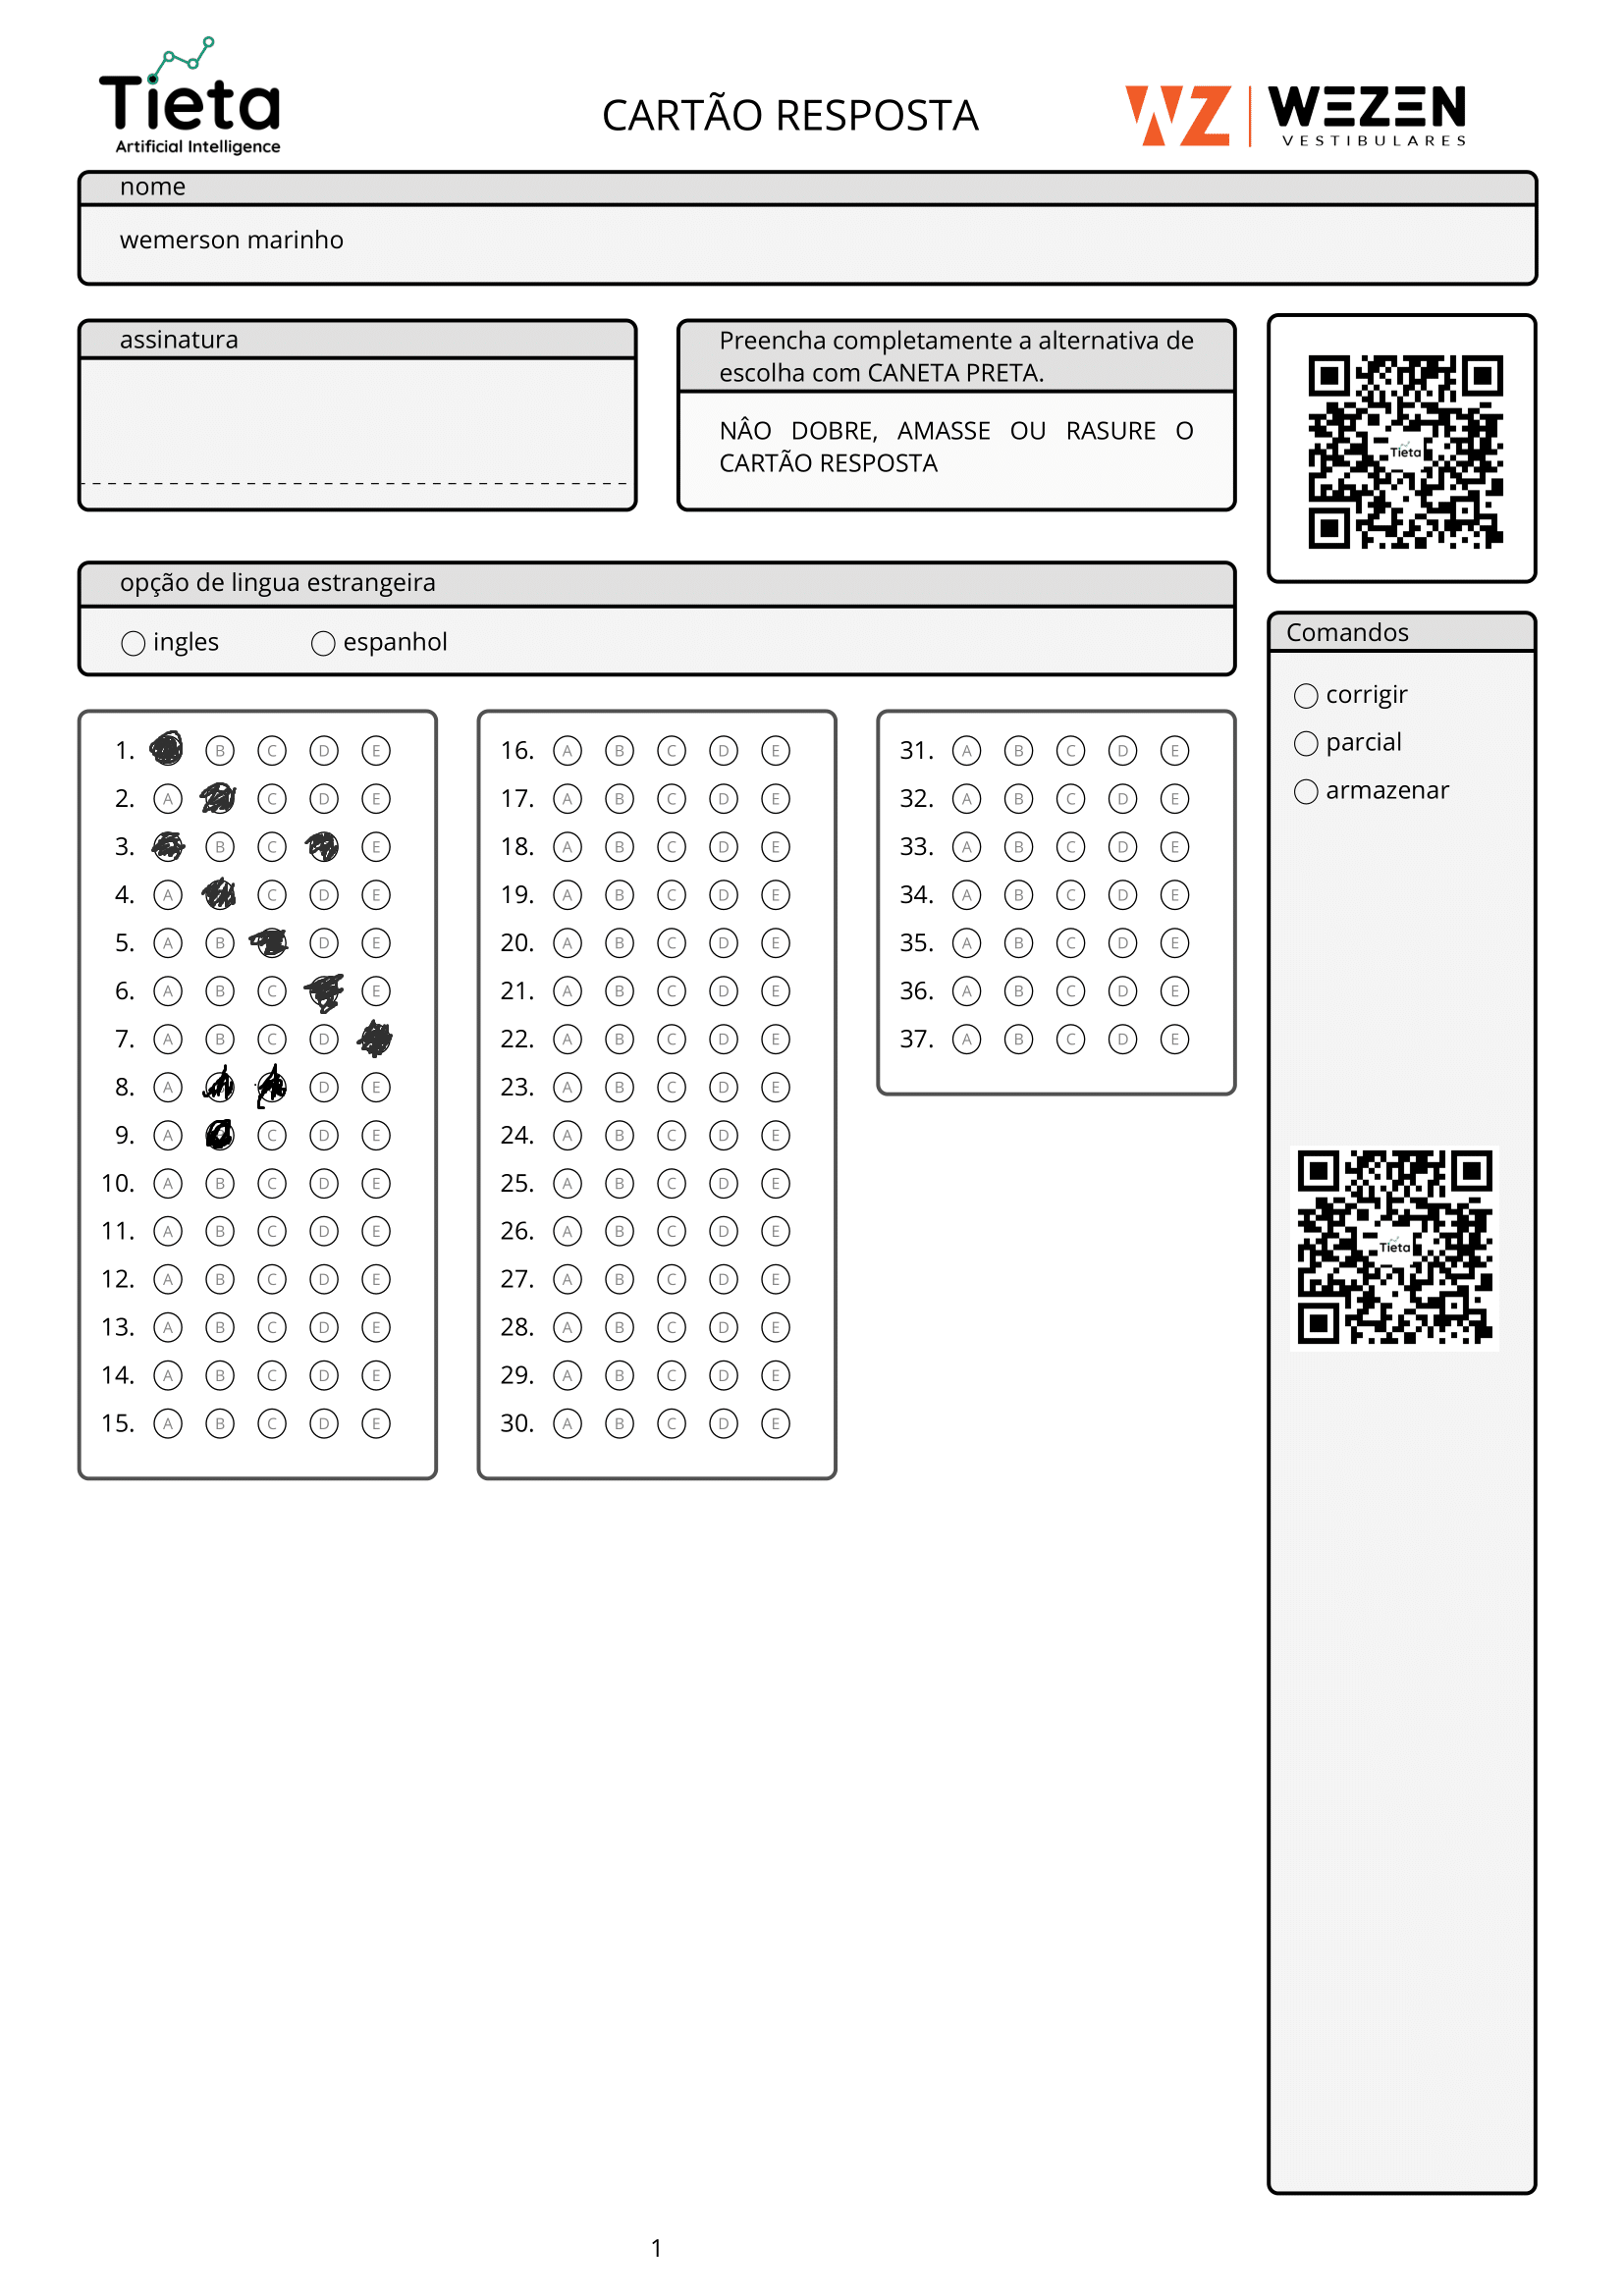 Tieta
Artificial Intelligence
CARTÃO RESPOSTA
WZ WEZEN
VESTIBULARES
nome
wemerson marinho
assinatura
Preencha completamente a alternativa de
escolha com CANETA PRETA.
NÂO DOBRE, AMASSE OU RASURE O
CARTÃO RESPOSTA
Tieta
opção de lingua estrangeira
ingles espanhol
Comandos
corrigir
parcial
armazenar
1. B C D E
2. A C D E
3. B C E
4. A C D E
5. A B D E
6. A B C E
7. A B C D
8. A D E
9. A C D E
10. A B C D E
11. A B C D E
12. A B C D E
13. A B C D E
14. A B C D E
15. A B C D E
16. A B C D E
17. A B C D E
18. A B C D E
19. A B C D E
20. A B C D E
21. A B C D E
22. A B C D E
23. A B C D E
24. A B C D E
25. A B C D E
26. A B C D E
27. A B C D E
28. A B C D E
29. A B C D E
30. A B C D E
31. A B C D E
32. A B C D E
33. A B C D E
34. A B C D E
35. A B C D E
36. A B C D E
37. A B C D E
Tieta
1